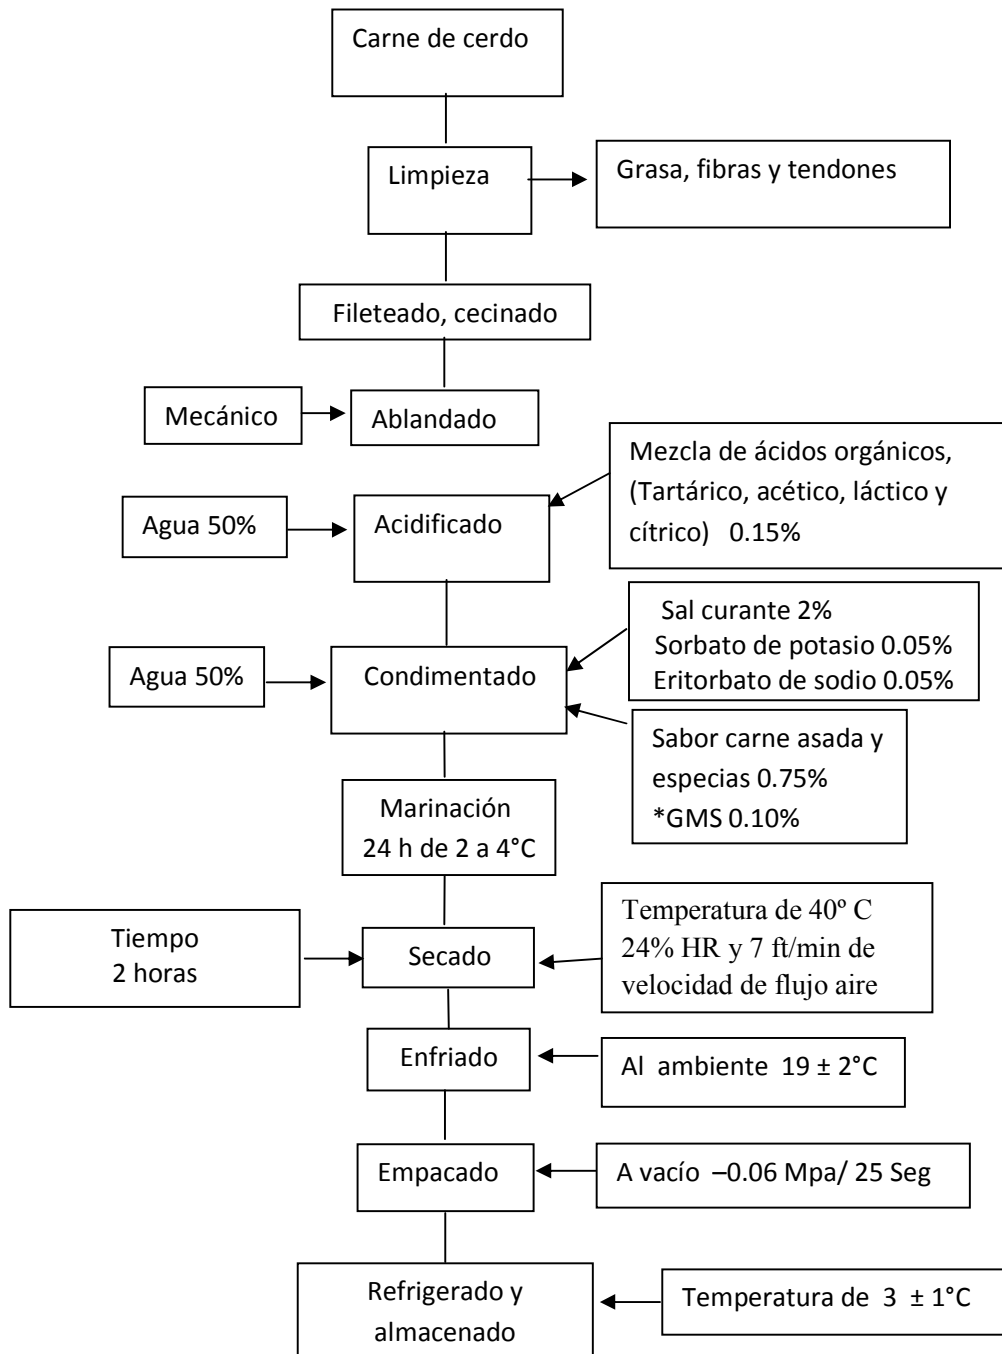 Carne de cerdo
Limpieza
Grasa, fibras y tendones
Fileteado, cecinado
Mecánico
Ablandado
Mezcla de ácidos orgánicos,
(Tartárico, acético, láctico y
cítrico)   0.15%
Agua 50%
Acidificado
Sal curante 2%
Sorbato de potasio 0.05%
Eritorbato de sodio 0.05%
Agua 50%
Condimentado
Sabor carne asada y
especias 0.75%
*GMS 0.10%
Marinación
24 h de 2 a 4°C
Temperatura de 40º C
24% HR y 7 ft/min de
velocidad de flujo aire
Tiempo
2 horas
Secado
Enfriado
Al  ambiente  19 ± 2°C
Empacado
A vacío  –0.06 Mpa/ 25 Seg
Refrigerado y
almacenado
Temperatura de  3  ± 1°C